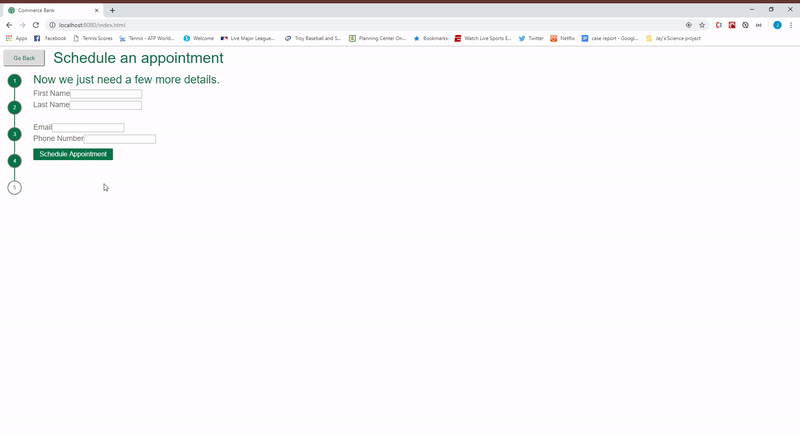 Commerce Bank
localhost:8080/index.html
Apps Facebook Tennis Scores Tennis - ATP World... Welcome Live Major League... Troy Baseball and S... Planning Center On... Bookmarks Watch Live Sports E... Twitter Netflix case report - Googl... Jay's Science project
Go Back Schedule an appointment
1 Now we just need a few more details.
First Name
Last Name
2
Email
3
Phone Number
Schedule Appointment
4
5